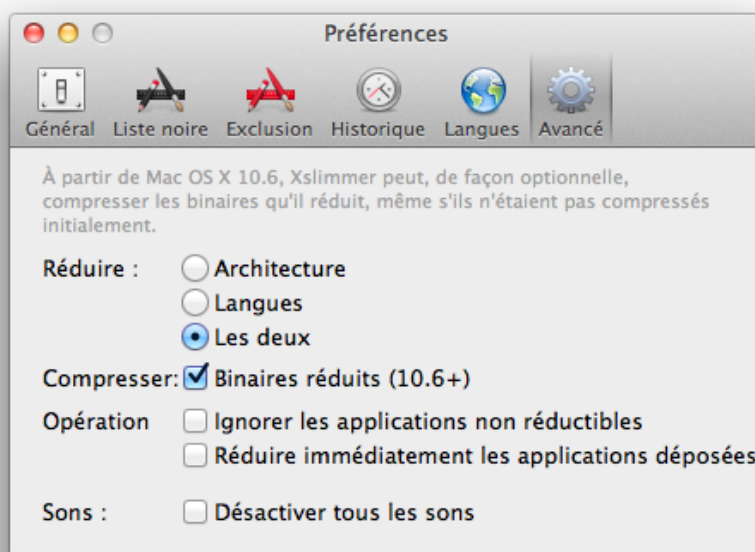 Préférences
Général Liste noire Exclusion Historique Langues Avancé
À partir de Mac OS X 10.6, Xslimmer peut, de façon optionnelle,
compresser les binaires qu'il réduit, même s'ils n'étaient pas compressés
initialement.
Réduire : Architecture
Langues
Les deux
Compresser: Binaires réduits (10.6+)
Opération Ignorer les applications non réductibles
Réduire immédiatement les applications déposées
Sons : Désactiver tous les sons